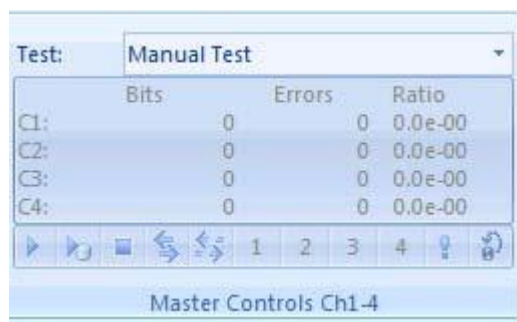 Test: Manual Test
Bits Errors Ratio
C1: 0 0 0.0e-00
C2: 0 0 0.0e-00
C3: 0 0 0.0e-00
C4: 0 0 0.0e-00
1 2 3 4
Master Controls Ch1-4